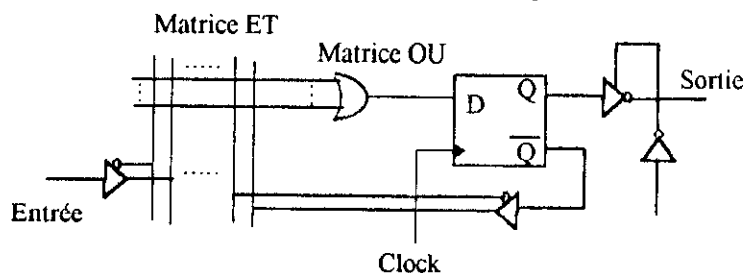 Matrice ET
Matrice OU
Sortie
D
Q
Q
Entrée
Clock